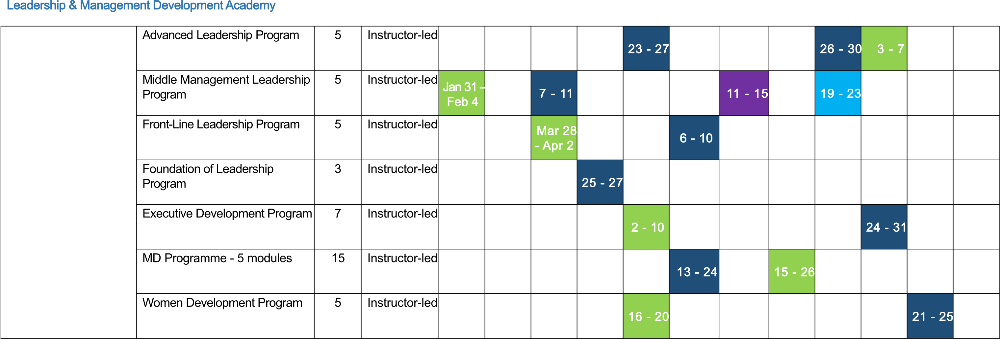 Leadership & Management Development Academy
Advanced Leadership Program 5 Instructor-led 23 - 27 26 - 30 3 - 7
Middle Management Leadership
Program 5 Instructor-led Jan 31 –
Feb 4 7 - 11 11 - 15 19 - 23
Front-Line Leadership Program 5 Instructor-led Mar 28
- Apr 2 6 - 10
Foundation of Leadership
Program 3 Instructor-led 25 - 27
Executive Development Program 7 Instructor-led 2 - 10 24 - 31
MD Programme - 5 modules 15 Instructor-led 13 - 24 15 - 26
Women Development Program 5 Instructor-led 16 - 20 21 - 25